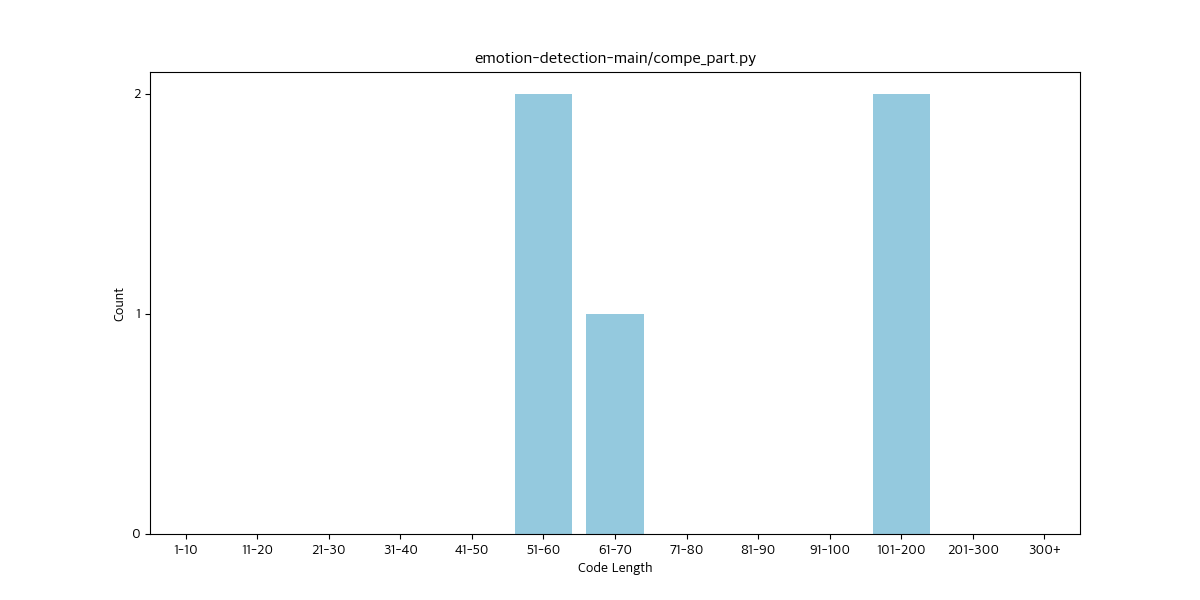 emotion-detection-main/compe_part.py
Count
2
1
0
1-10 11-20 21-30 31-40 41-50 51-60 61-70 71-80 81-90 91-100 101-200 201-300 300+
Code Length